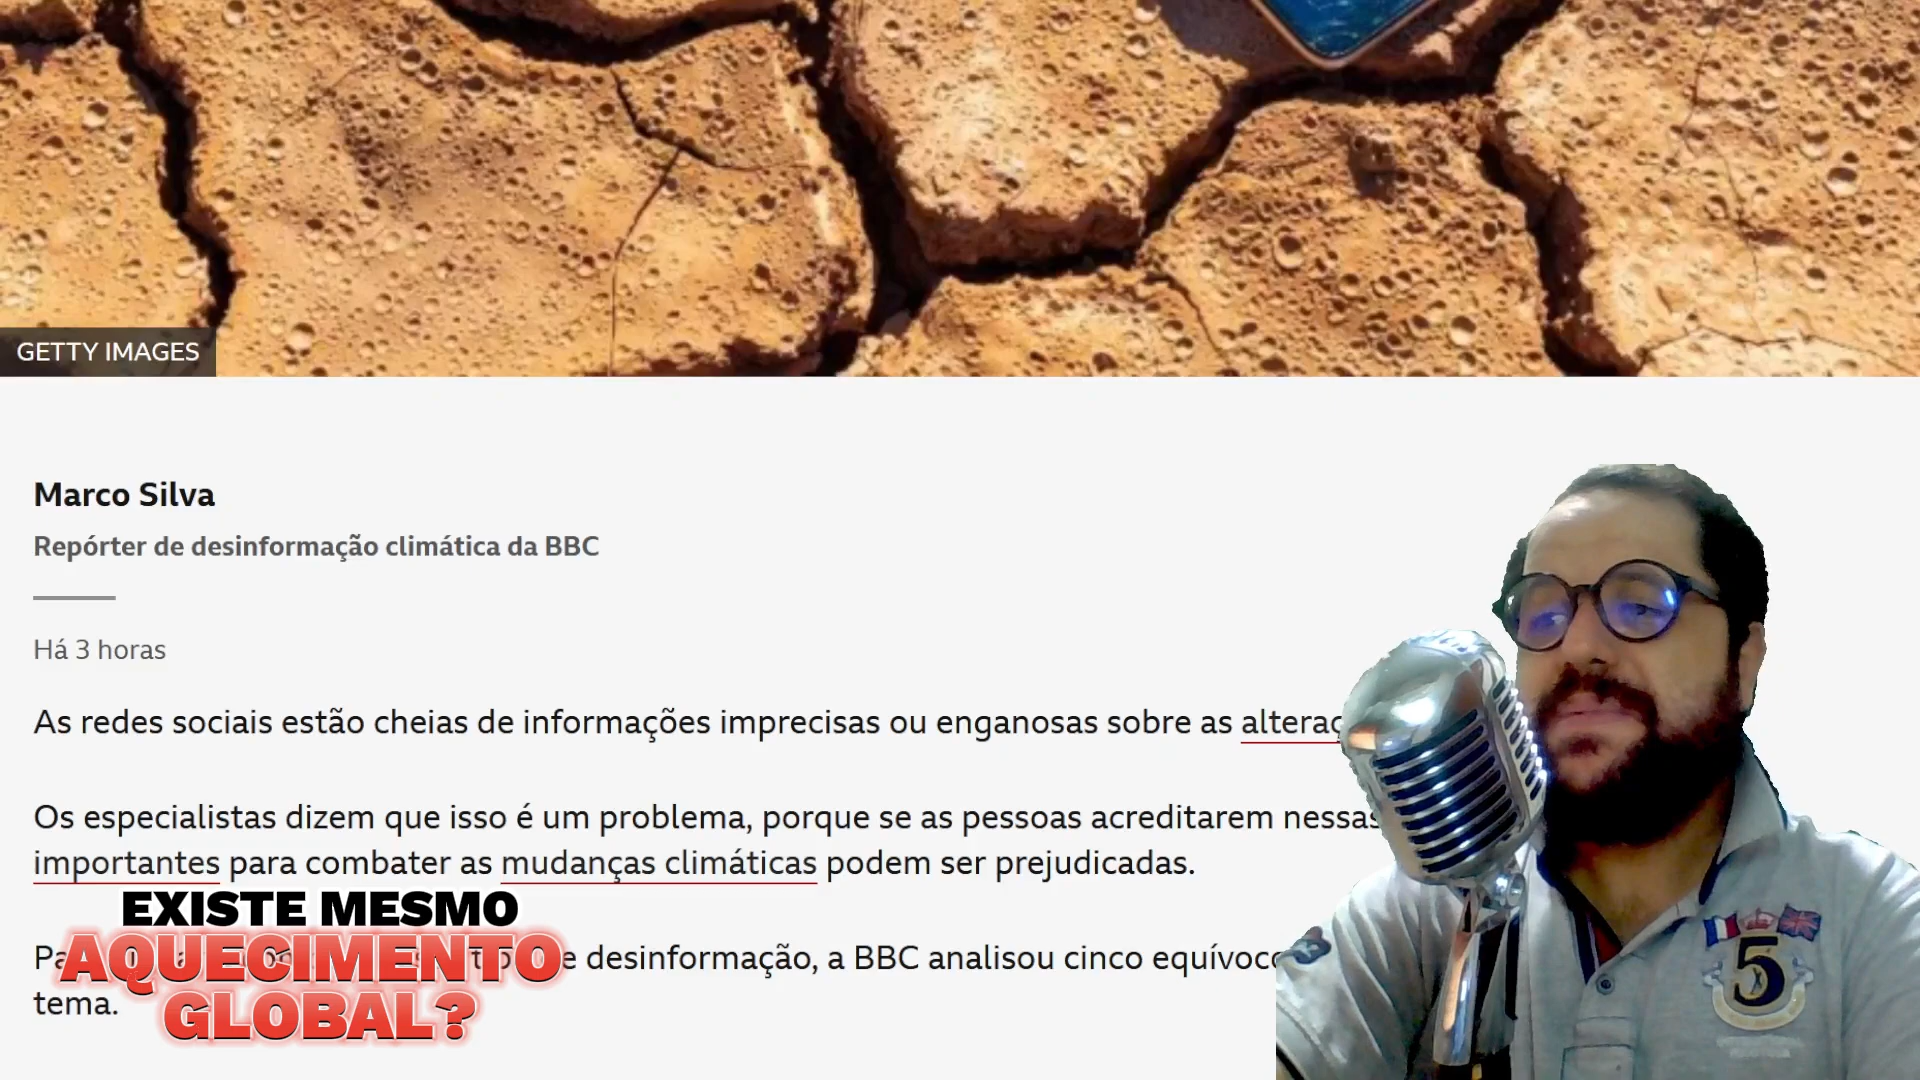 GETTY IMAGES
Marco Silva
Repórter de desinformação climática da BBC
Há 3 horas
As redes sociais estão cheias de informações imprecisas ou enganosas sobre as
Os especialistas dizem que isso é um problema, porque se as pessoas acreditarem
importantes para combater as mudanças climáticas podem ser prejudicadas.
EXISTE MESMO
AQUECIMENTO
GLOBAL?
e desinformação, a BBC analisou cinco
tema.
5